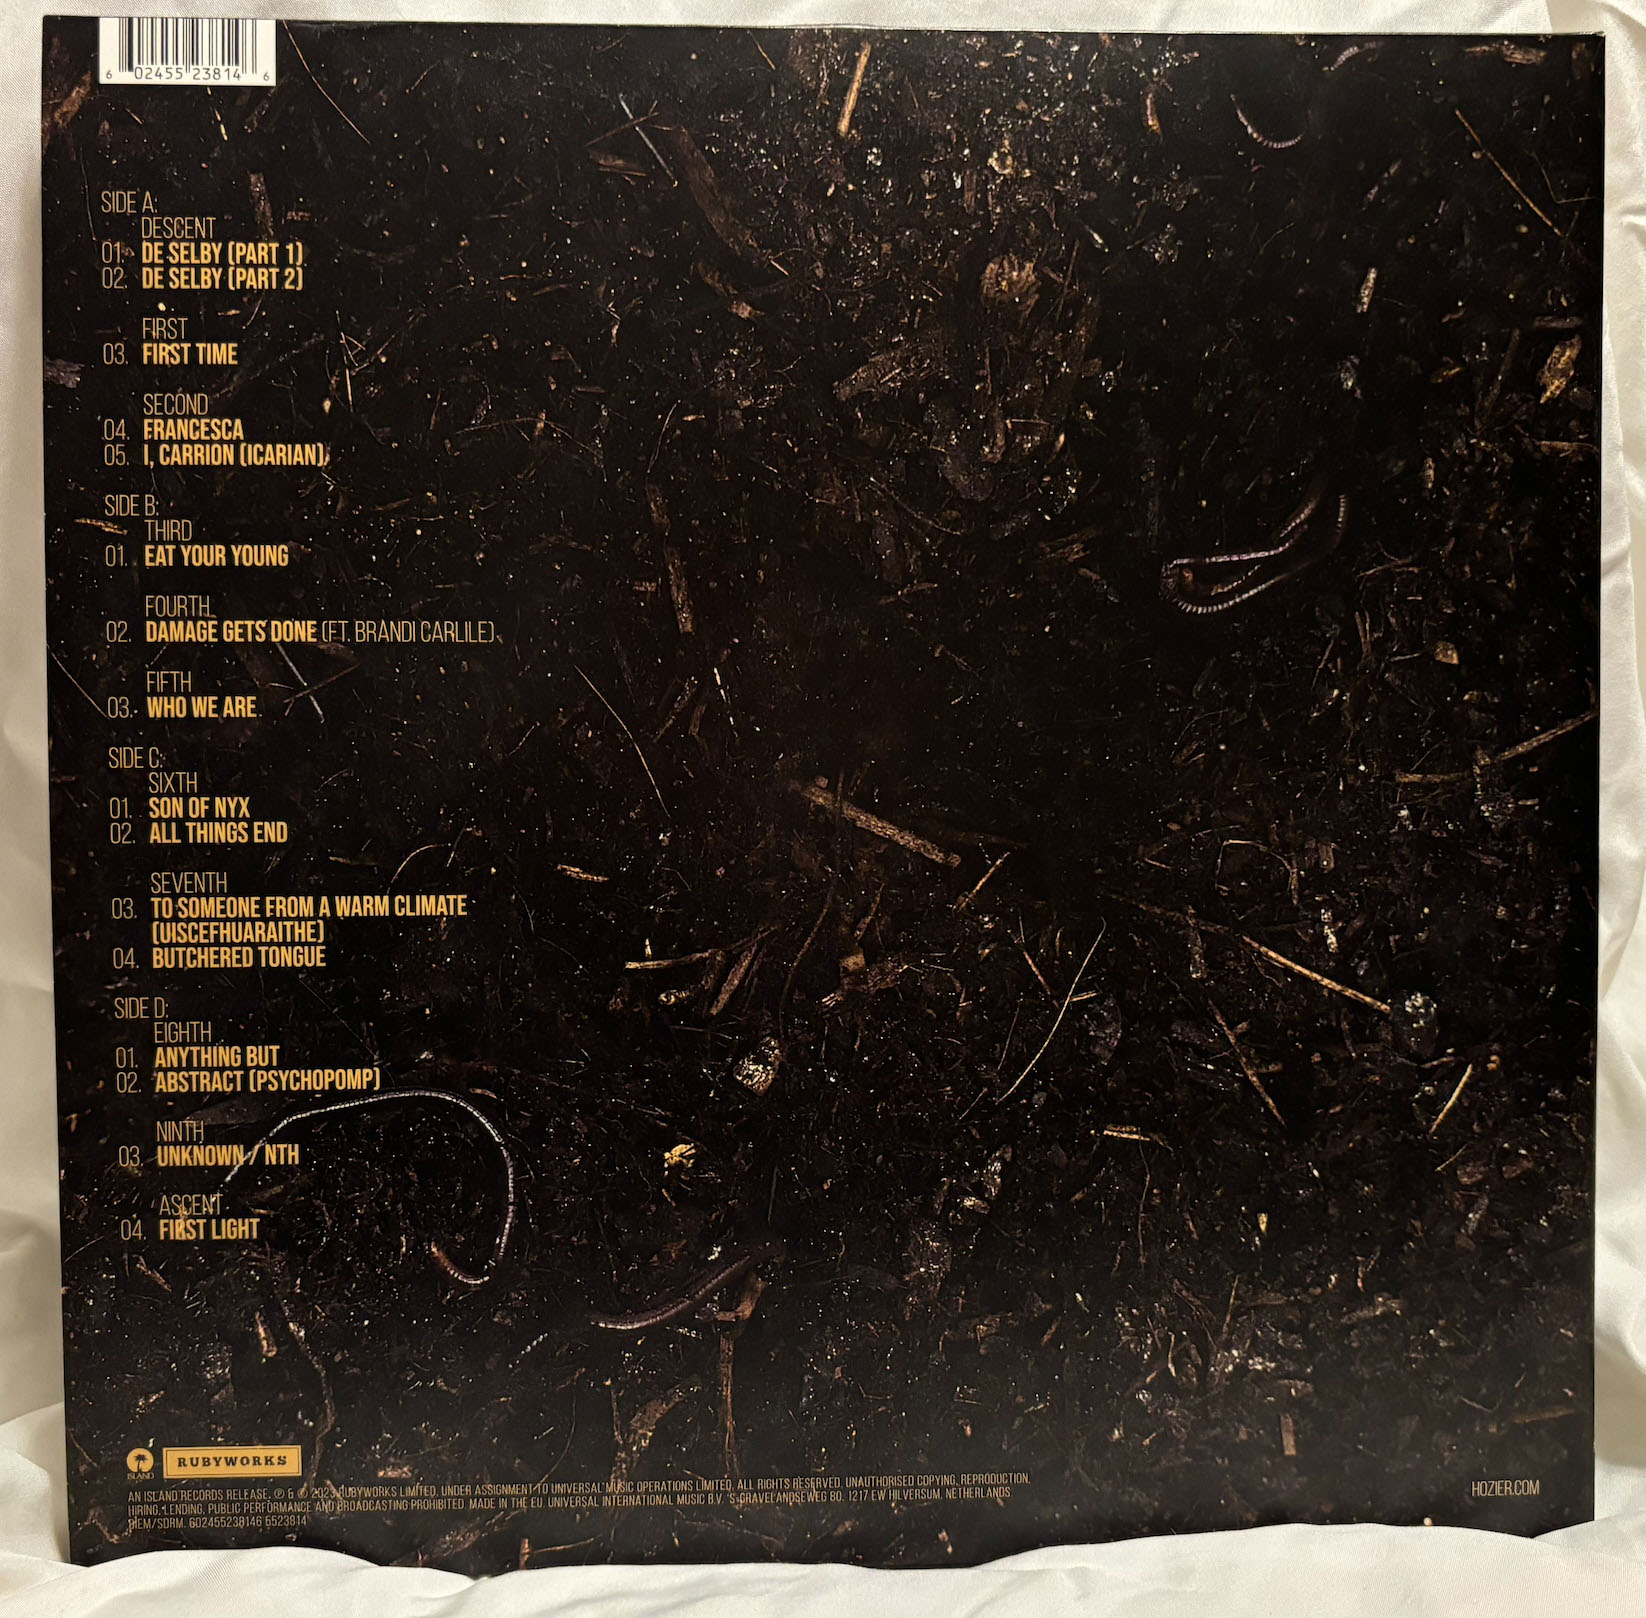 6 02455 23814 6
SIDE A:
DESCENT
01. DE SELBY (PART 1)
02. DE SELBY (PART 2)
FIRST
03. FIRST TIME
SECOND
04. FRANCESCA
05. I, CARRION (ICARIAN)
SIDE B:
THIRD
01. EAT YOUR YOUNG
FOURTH
02. DAMAGE GETS DONE (FT. BRANDI CARLILE)
FIFTH
03. WHO WE ARE
SIDE C:
SIXTH
01. SON OF NYX
02. ALL THINGS END
SEVENTH
03. TO SOMEONE FROM A WARM CLIMATE
(UISCEFHUARAITHE)
04. BUTCHERED TONGUE
SIDE D:
EIGHTH
01. ANYTHING BUT
02. ABSTRACT (PSYCHOPOMP)
NINTH
03. UNKNOWN / NTH
ASCENT
04. FIRST LIGHT
ISLAND
RUBYWORKS
AN ISLAND RECORDS RELEASE, ℗ & © 2023 RUBYWORKS LIMITED, UNDER ASSIGNMENT TO UNIVERSAL MUSIC OPERATIONS LIMITED. ALL RIGHTS RESERVED. UNAUTHORISED COPYING, REPRODUCTION,
HIRING, LENDING, PUBLIC PERFORMANCE AND BROADCASTING PROHIBITED. MADE IN THE EU. UNIVERSAL INTERNATIONAL MUSIC B.V. 'S-GRAVELANDSEWEG 80, 1217 EW HILVERSUM, NETHERLANDS.
BIEM/SDRM. 602455238146 5523814
HOZIER.COM